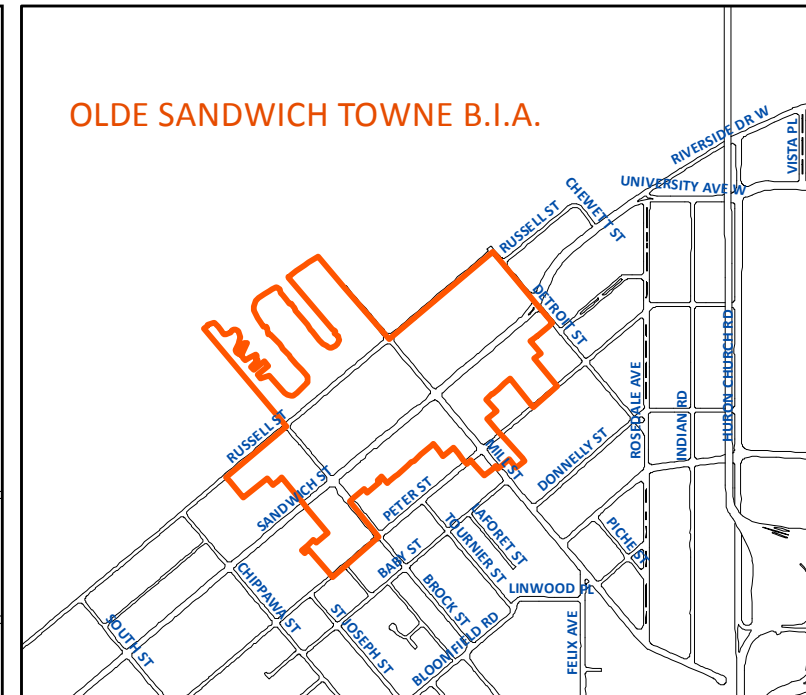 OLDE SANDWICH TOWNE B.I.A.
RIVERSIDE DR W
VISTA PL
UNIVERSITY AVE W
CHEWETT ST
RUSSELL ST
DETROIT ST
HURON CHURCH RD
ROSEDALE AVE
INDIAN RD
RUSSELL ST
MILL ST
DONNELLY ST
SANDWICH ST
PETER ST
LAFORET ST
TOURNIER ST
PICHE ST
BABY ST
CHIPPAWA ST
BROCK ST
LINWOOD PL
ST JOSEPH ST
BLOOMFIELD RD
SOUTH ST
FELIX AVE